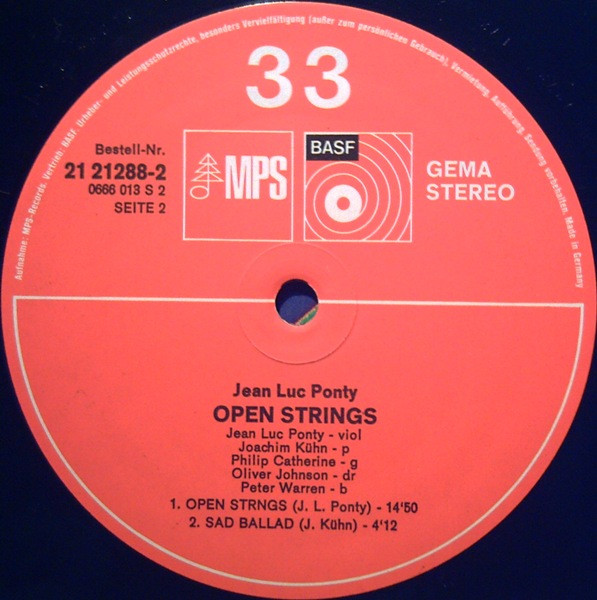 Aufnahme: MPS-Records. Vertrieb: BASF. Urheber- und Leistungsschutzrechte, besonders Vervielfältigung (außer zum persönlichen Gebrauch), Vermietung, Aufführung, Sendung vorbehalten. Made in Germany
33
Bestell-Nr.
21 21288-2
0666 013 S 2
SEITE 2
MPS
BASF
GEMA
STEREO
Jean Luc Ponty
OPEN STRINGS
Jean Luc Ponty - viol
Joachim Kühn - p
Philip Catherine - g
Oliver Johnson - dr
Peter Warren - b
1. OPEN STRNGS (J. L. Ponty) - 14'50
2. SAD BALLAD (J. Kühn) - 4'12